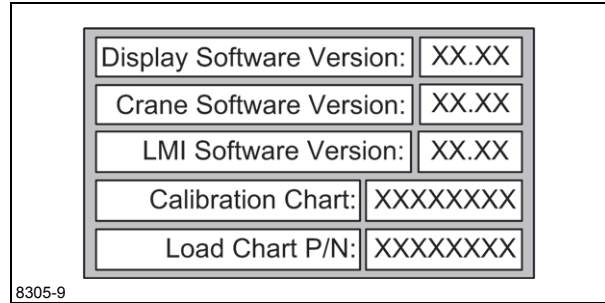 Display Software Version: XX.XX
Crane Software Version: XX.XX
LMI Software Version: XX.XX
Calibration Chart: XXXXXXXX
Load Chart P/N: XXXXXXXX
8305-9